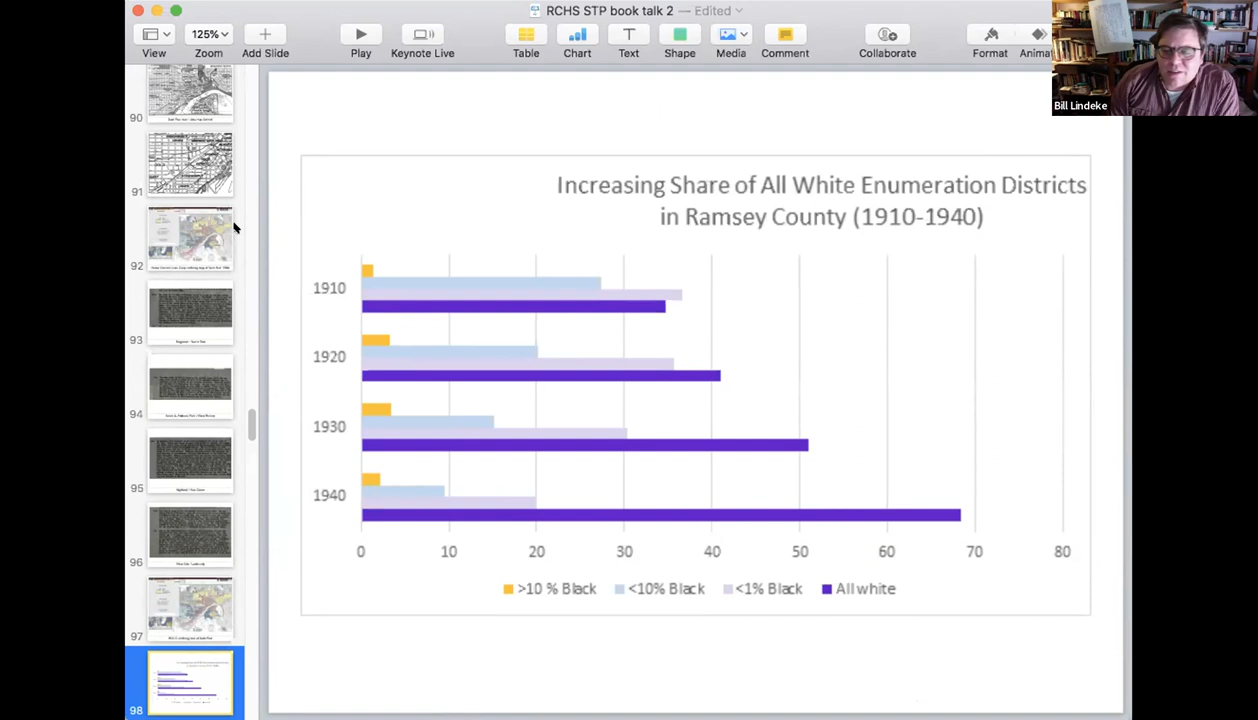 RCHS STP book talk 2 — Edited
125%
View
Zoom
Add Slide
Play
Keynote Live
Table
Chart
Text
Shape
Media
Comment
Collaborate
Format
Animat
Bill Lindeke
90
91
92
93
94
95
96
97
98
Increasing Share of All White Enumeration Districts
in Ramsey County (1910-1940)
1910
1920
1930
1940
0 10 20 30 40 50 60 70 80
>10 % Black <10% Black <1% Black All white